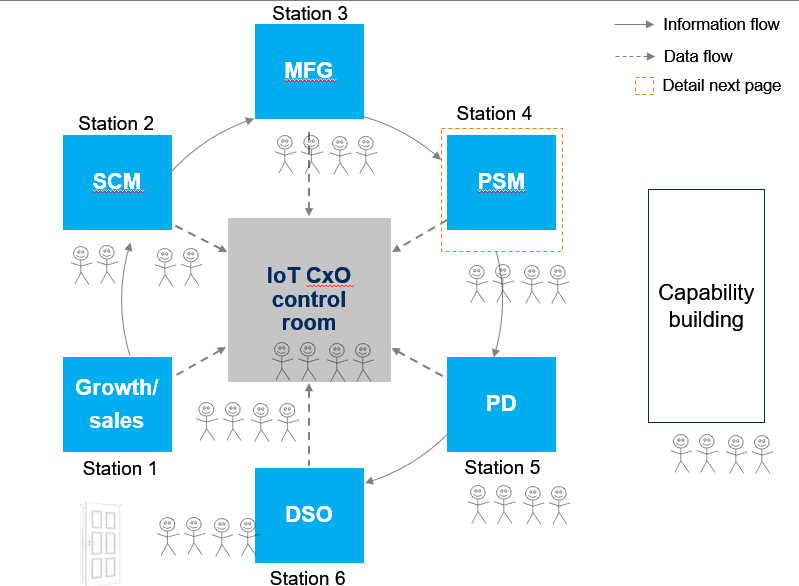 Station 3
MFG
Information flow
Data flow
Detail next page
Station 2
SCM
Station 4
PSM
IoT CxO
control
room
Capability
building
Growth/
sales
Station 1
PD
Station 5
DSO
Station 6